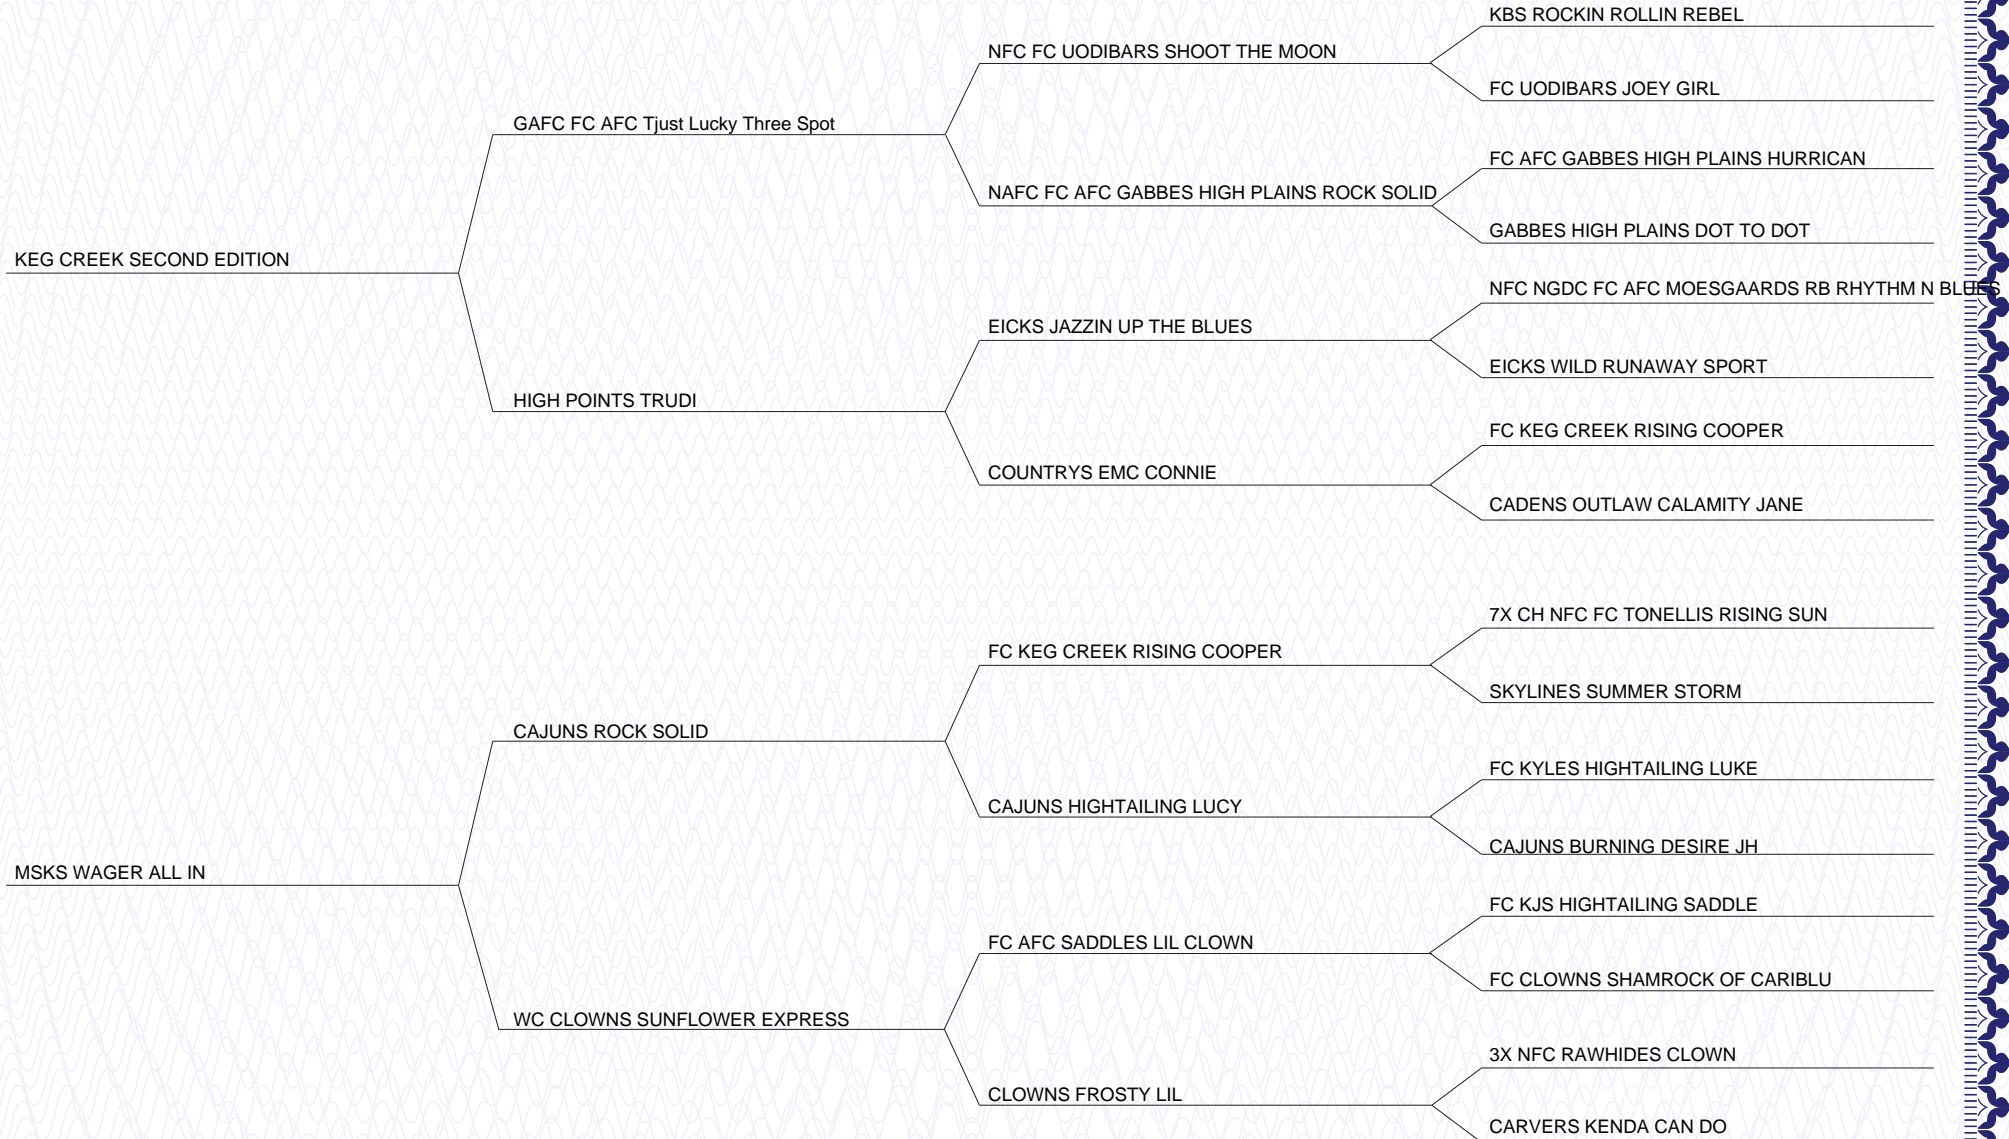 KBS ROCKIN ROLLIN REBEL
NFC FC UODIBARS SHOOT THE MOON
FC UODIBARS JOEY GIRL
GAFC FC AFC Tjust Lucky Three Spot
FC AFC GABBES HIGH PLAINS HURRICAN
NAFC FC AFC GABBES HIGH PLAINS ROCK SOLID
GABBES HIGH PLAINS DOT TO DOT
KEG CREEK SECOND EDITION
NFC NGDC FC AFC MOESGAARDS RB RHYTHM N BLUES
EICKS JAZZIN UP THE BLUES
EICKS WILD RUNAWAY SPORT
HIGH POINTS TRUDI
FC KEG CREEK RISING COOPER
COUNTRYS EMC CONNIE
CADENS OUTLAW CALAMITY JANE
7X CH NFC FC TONELLIS RISING SUN
FC KEG CREEK RISING COOPER
SKYLINES SUMMER STORM
CAJUNS ROCK SOLID
FC KYLES HIGHTAILING LUKE
CAJUNS HIGHTAILING LUCY
CAJUNS BURNING DESIRE JH
MSKS WAGER ALL IN
FC KJS HIGHTAILING SADDLE
FC AFC SADDLES LIL CLOWN
FC CLOWNS SHAMROCK OF CARIBLU
WC CLOWNS SUNFLOWER EXPRESS
3X NFC RAWHIDES CLOWN
CLOWNS FROSTY LIL
CARVERS KENDA CAN DO